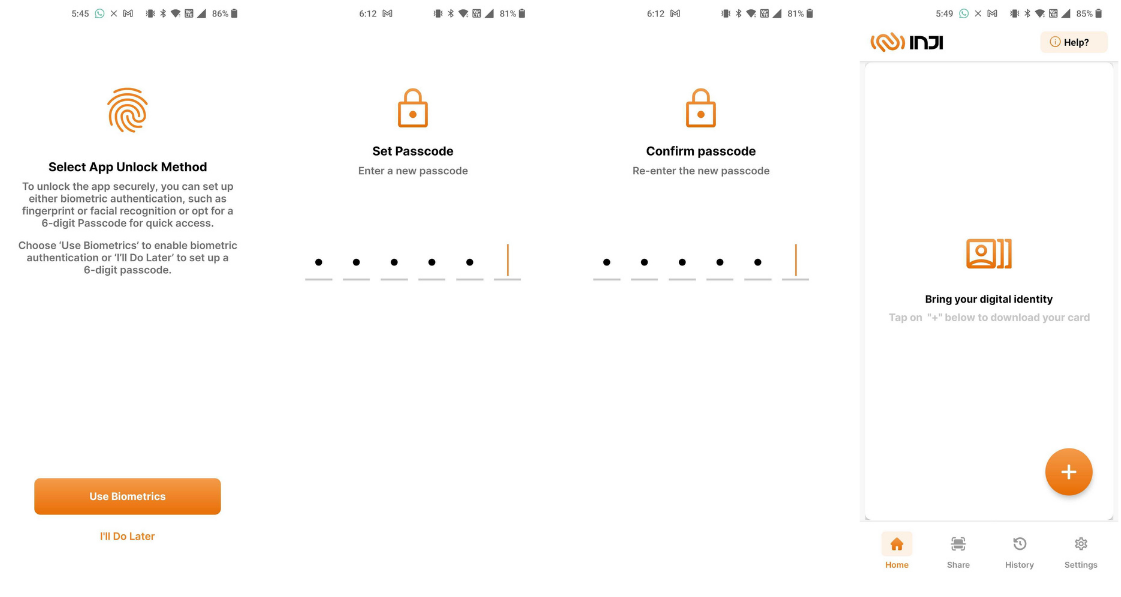 5:45
86%
Select App Unlock Method
To unlock the app securely, you can set up
either biometric authentication, such as
fingerprint or facial recognition or opt for a
6-digit Passcode for quick access.
Choose ‘Use Biometrics’ to enable biometric
authentication or ‘I’ll Do Later’ to set up a
6-digit passcode.
Use Biometrics
I'll Do Later
6:12
81%
Set Passcode
Enter a new passcode
6:12
81%
Confirm passcode
Re-enter the new passcode
5:49
85%
INJI
Help?
Bring your digital identity
Tap on "+" below to download your card
+
Home
Share
History
Settings